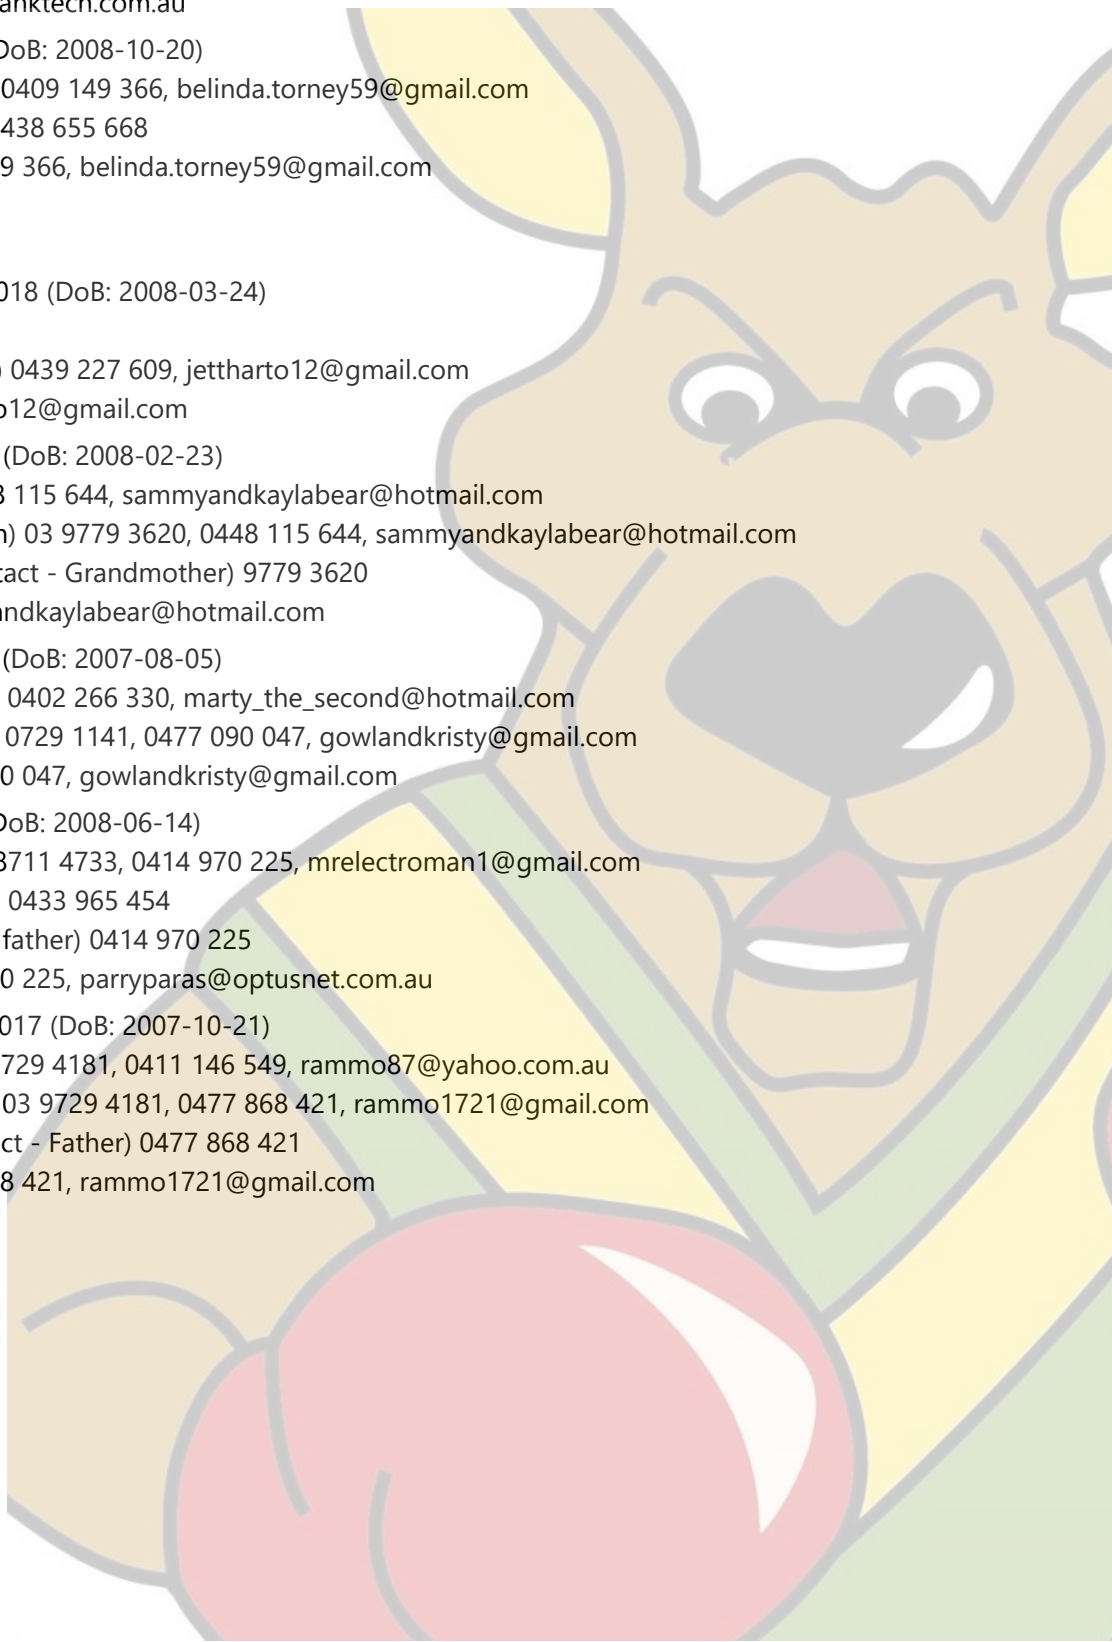 anktech.com.au
DoB: 2008-10-20)
0409 149 366, belinda.torney59@gmail.com
438 655 668
9 366, belinda.torney59@gmail.com
018 (DoB: 2008-03-24)
) 0439 227 609, jettharto12@gmail.com
o12@gmail.com
(DoB: 2008-02-23)
8 115 644, sammyandkaylabear@hotmail.com
n) 03 9779 3620, 0448 115 644, sammyandkaylabear@hotmail.com
tact - Grandmother) 9779 3620
andkaylabear@hotmail.com
(DoB: 2007-08-05)
0402 266 330, marty_the_second@hotmail.com
0729 1141, 0477 090 047, gowlandkristy@gmail.com
0 047, gowlandkristy@gmail.com
DoB: 2008-06-14)
8711 4733, 0414 970 225, mrelectroman1@gmail.com
0433 965 454
father) 0414 970 225
0 225, parryparas@optusnet.com.au
017 (DoB: 2007-10-21)
729 4181, 0411 146 549, rammo87@yahoo.com.au
03 9729 4181, 0477 868 421, rammo1721@gmail.com
ct - Father) 0477 868 421
8 421, rammo1721@gmail.com